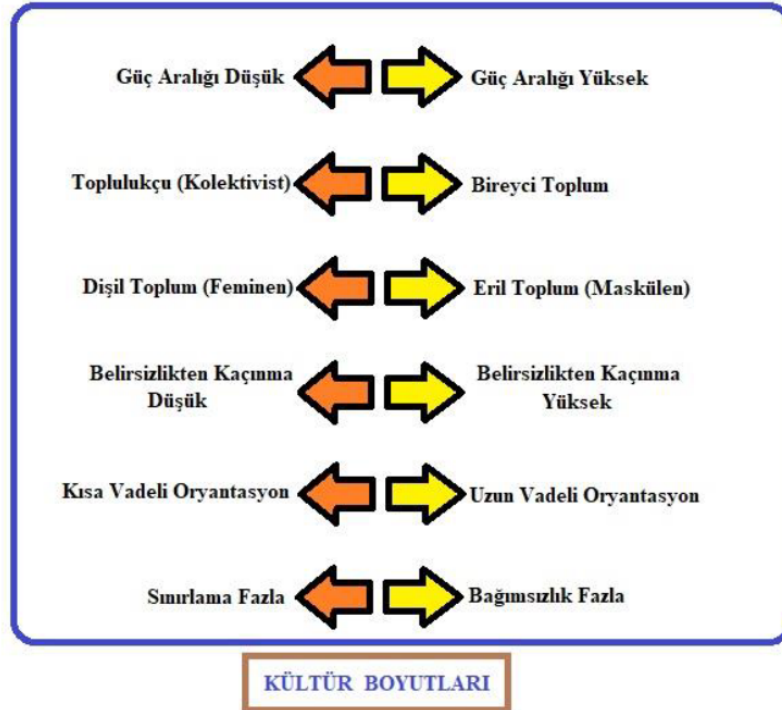 Güç Aralığı Düşük
Güç Aralığı Yüksek
Toplulukçu (Kolektivist)
Bireyci Toplum
Dişil Toplum (Feminen)
Eril Toplum (Maskülen)
Belirsizlikten Kaçınma
Düşük
Belirsizlikten Kaçınma
Yüksek
Kısa Vadeli Oryantasyon
Uzun Vadeli Oryantasyon
Sınırlama Fazla
Bağımsızlık Fazla
KÜLTÜR BOYUTLARI